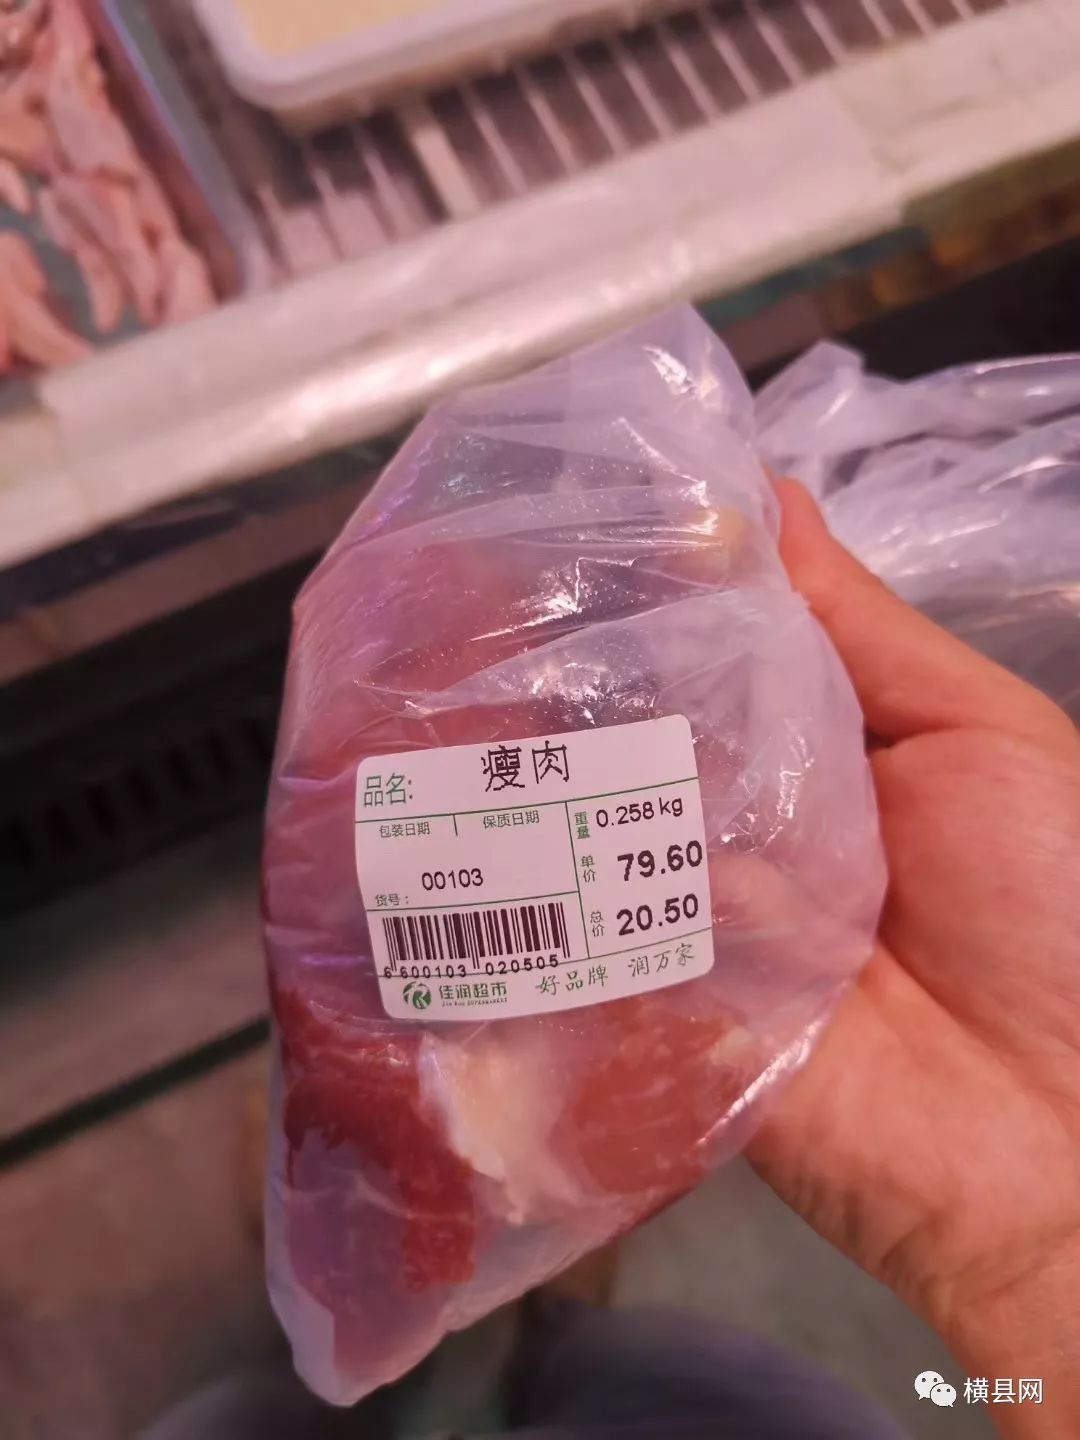 品名: 瘦肉
包装日期 保质日期
重量 0.258 kg
单价 79.60
货号: 00103
总价 20.50
6 600103 020505
佳润超市 好品牌 润万家
横县网